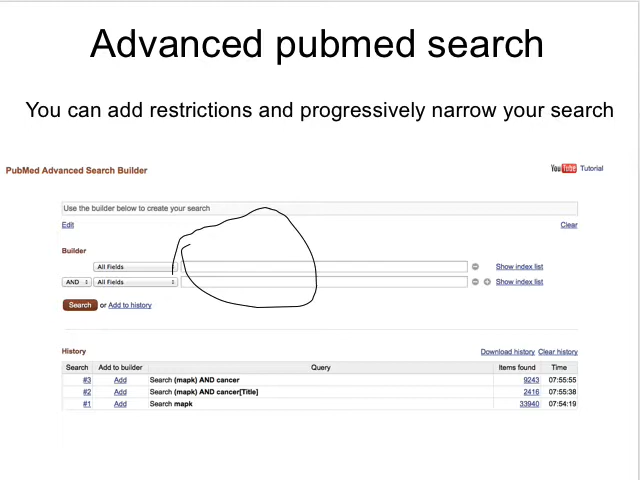 Advanced pubmed search
You can add restrictions and progressively narrow your search
PubMed Advanced Search Builder
YouTube Tutorial
Use the builder below to create your search
Edit Clear
Builder
All Fields Show index list
AND All Fields Show index list
Search or Add to history
History Download history Clear history
Search Add to builder Query Items found Time
#3 Add Search (mapk) AND cancer 9243 07:55:55
#2 Add Search (mapk) AND cancer[Title] 2416 07:55:38
#1 Add Search mapk 33940 07:54:19